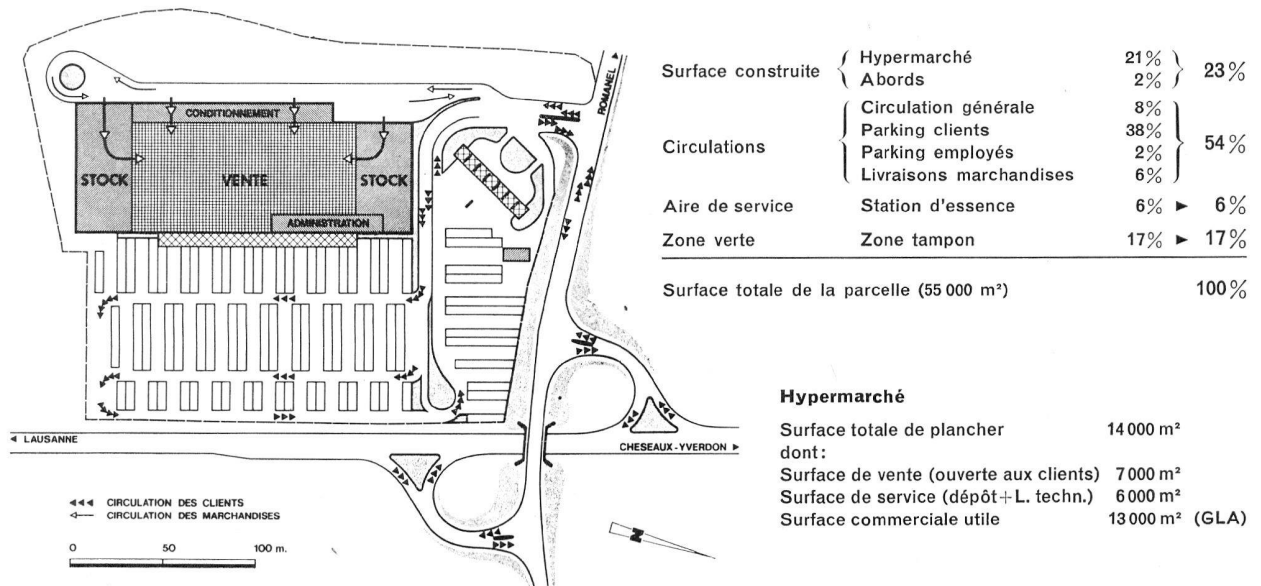 ROMANEL
CONDITIONNEMENT
STOCK
VENTE
STOCK
ADMINISTRATION
LAUSANNE
CHESEAUX-YVERDON
CIRCULATION DES CLIENTS
CIRCULATION DES MARCHANDISES
0 50 100 m.
N
Surface construite Hypermarché 21% 23%
Abords 2%
Circulations Circulation générale 8% 54%
Parking clients 38%
Parking employés 2%
Livraisons marchandises 6%
Aire de service Station d'essence 6% ► 6%
Zone verte Zone tampon 17% ► 17%
Surface totale de la parcelle (55 000 m²) 100%
Hypermarché
Surface totale de plancher 14 000 m²
dont:
Surface de vente (ouverte aux clients) 7 000 m²
Surface de service (dépôt+L. techn.) 6 000 m²
Surface commerciale utile 13 000 m² (GLA)